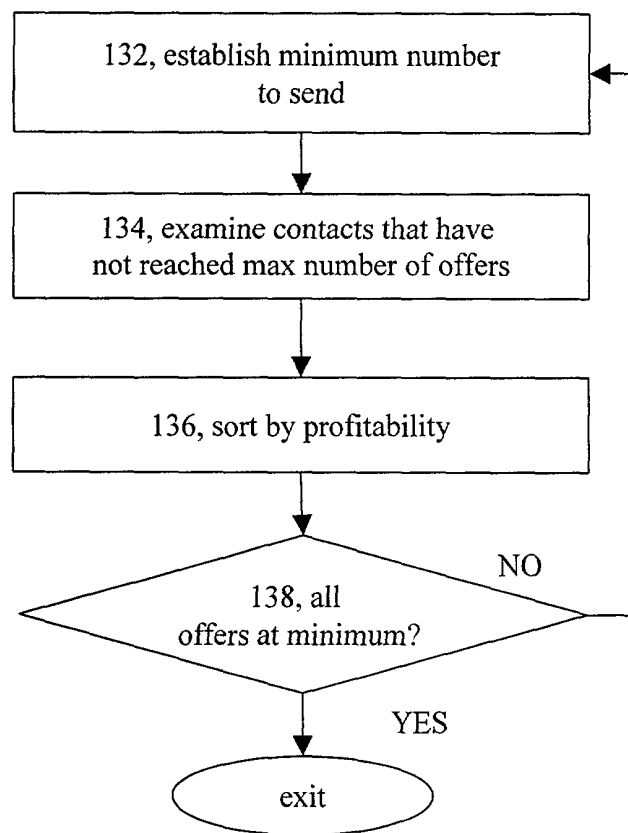 132, establish minimum number
to send
134, examine contacts that have
not reached max number of offers
136, sort by profitability
NO
138, all
offers at minimum?
YES
exit